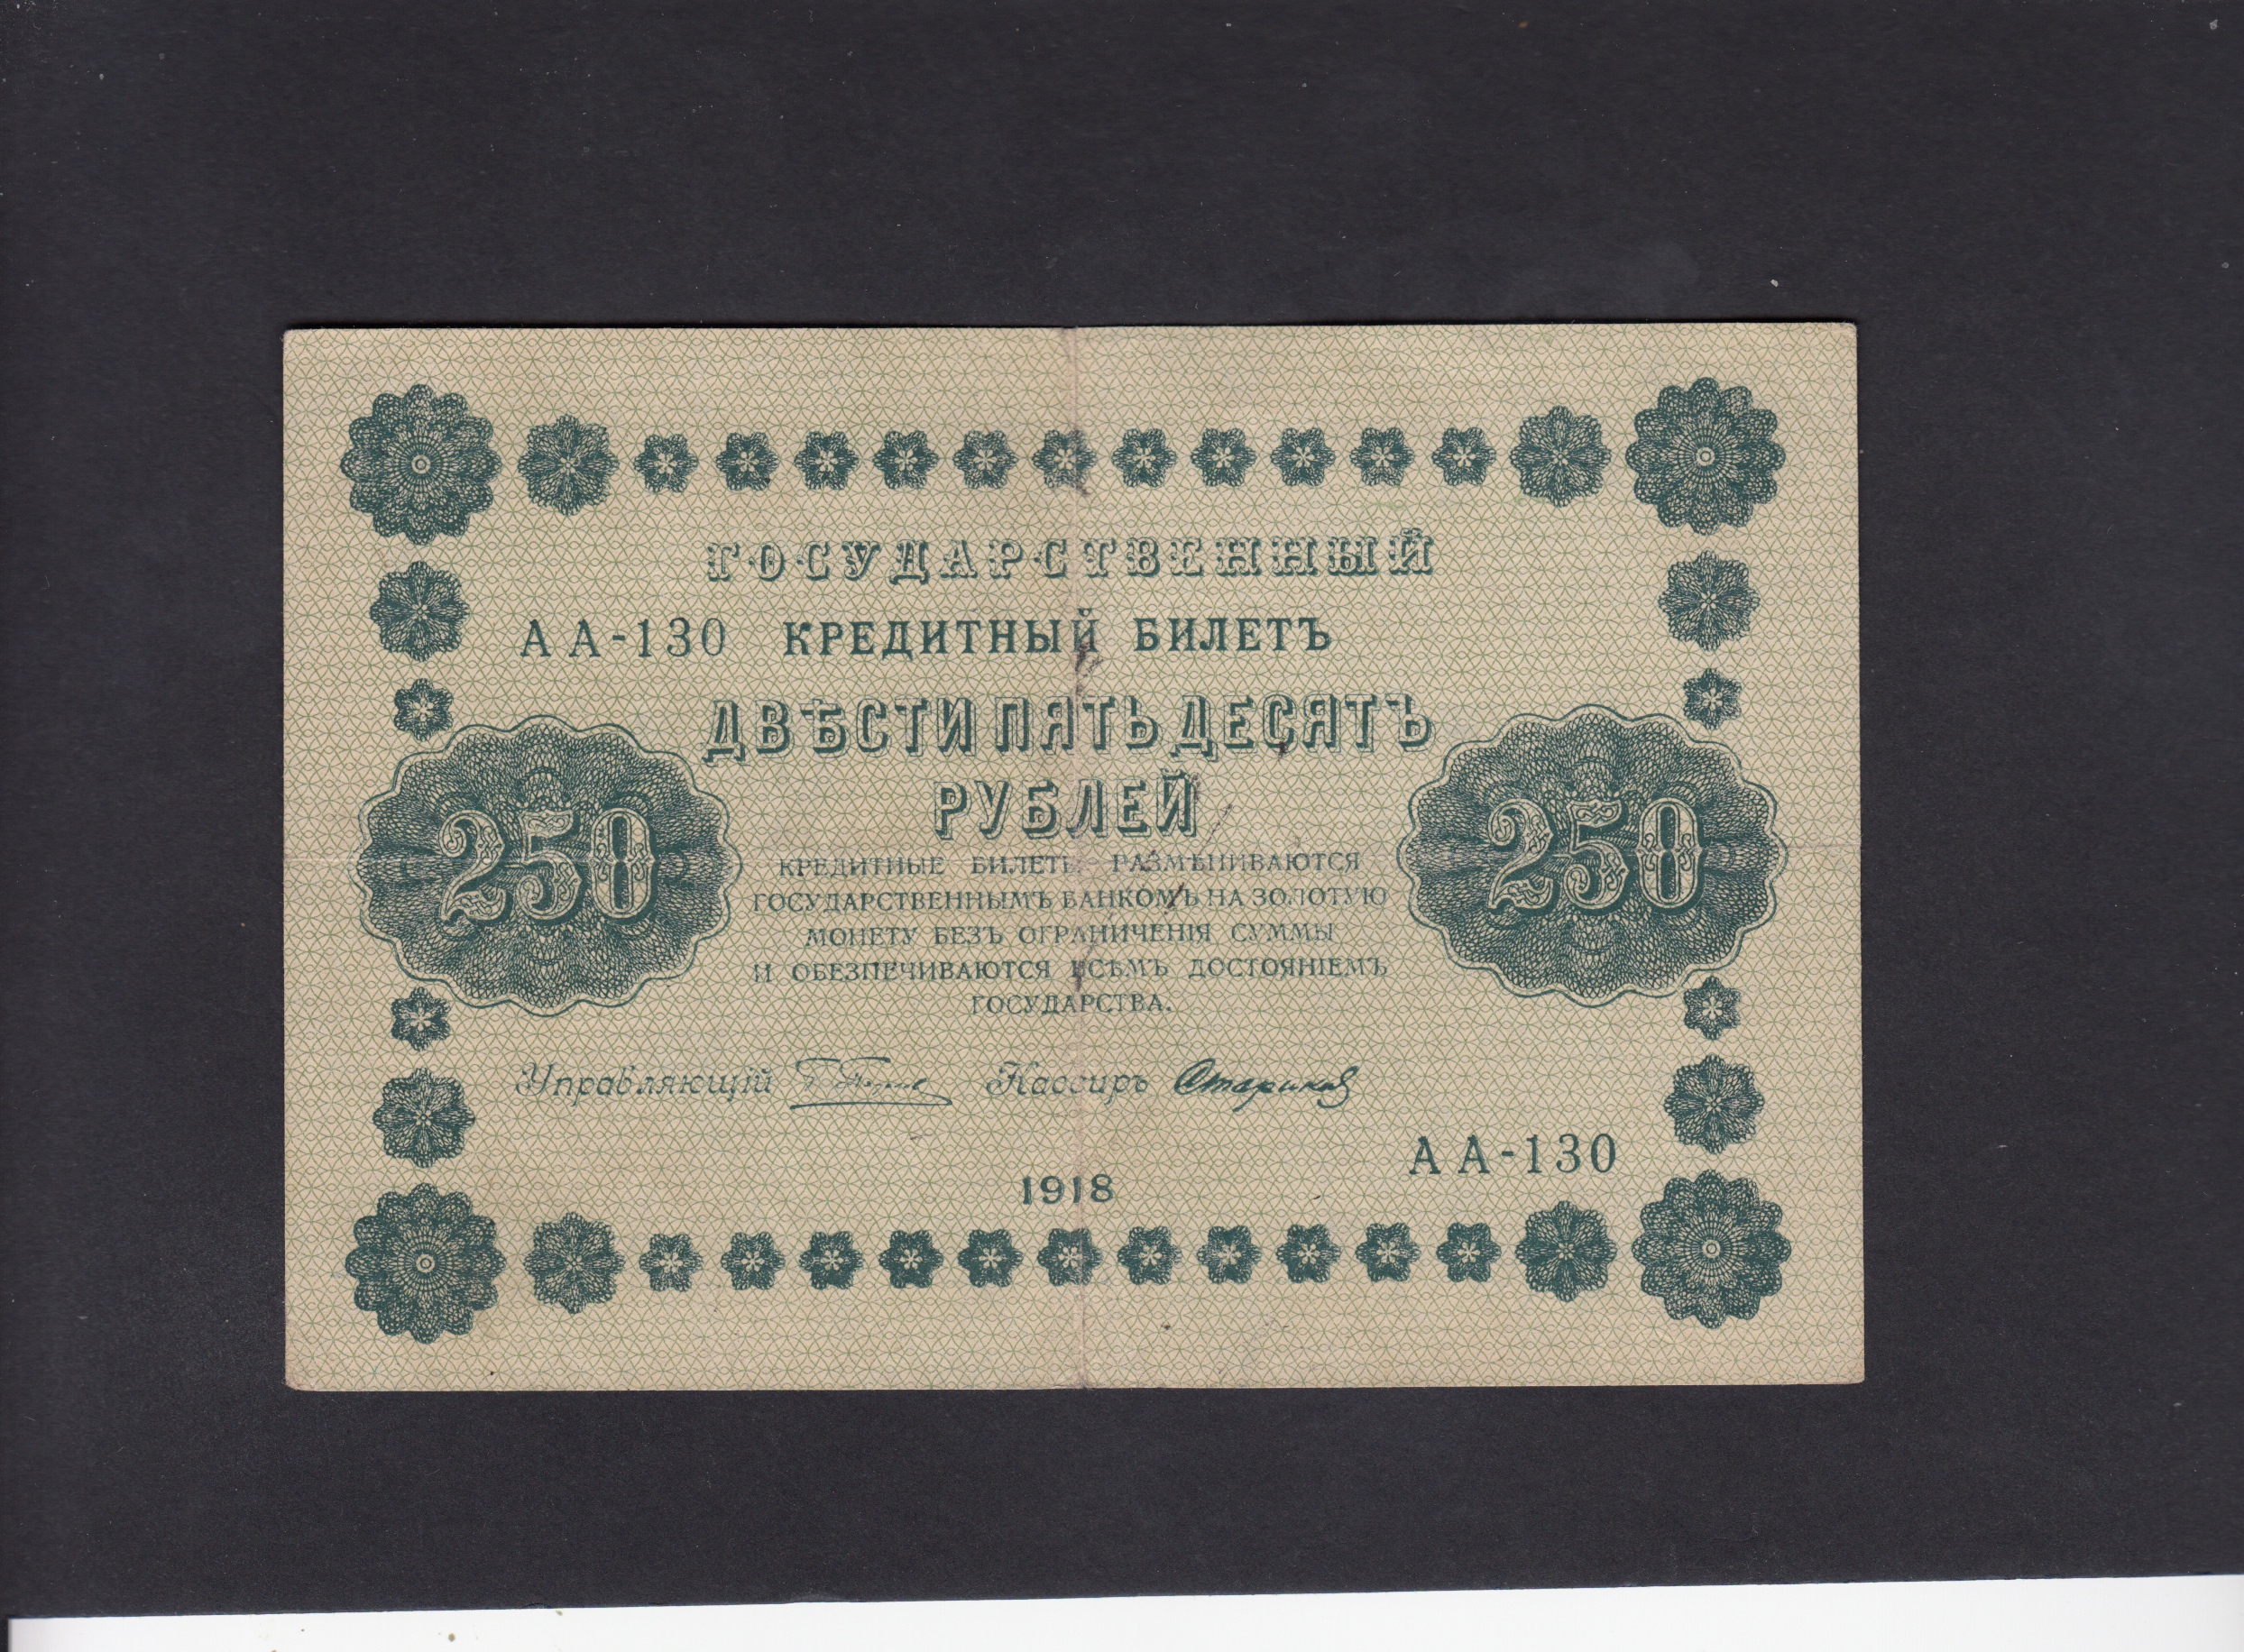 ГОСУДАРСТВЕННЫЙ
АА-130 КРЕДИТНЫЙ БИЛЕТЪ
ДВѢСТИ ПЯТЬДЕСЯТЪ
РУБЛЕЙ
250
250
КРЕДИТНЫЕ БИЛЕТЫ РАЗМѢНИВАЮТСЯ
ГОСУДАРСТВЕННЫМЪ БАНКОМЪ НА ЗОЛОТУЮ
МОНЕТУ БЕЗЪ ОГРАНИЧЕНІЯ СУММЫ
И ОБЕЗПЕЧИВАЮТСЯ ВСѢМЪ ДОСТОЯНІЕМЪ
ГОСУДАРСТВА.
Управляющій Кассиръ Стариков
АА-130
1918